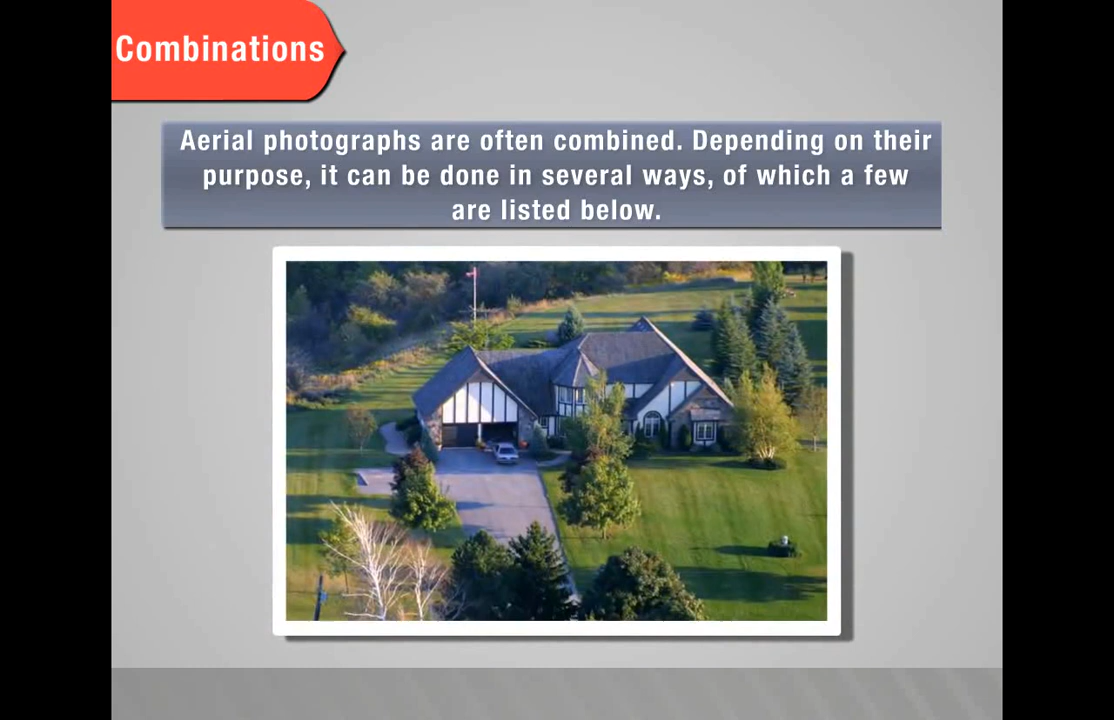 Combinations
Aerial photographs are often combined. Depending on their
purpose, it can be done in several ways, of which a few
are listed below.